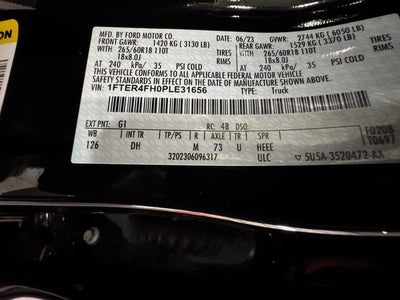 MFD. BY FORD MOTOR CO.
DATE: 06/23 GVWR: 2744 KG ( 6050 LB)
FRONT GAWR: 1420 KG ( 3130 LB) REAR GAWR: 1529 KG ( 3370 LB)
WITH WITH TIRES
265/60R18 110T TIRES 265/60R18 110T RIMS
18x8.0J RIMS 18x8.0J
AT 240 kPa/ 35 PSI COLD AT 240 kPa/ 35 PSI COLD
THIS VEHICLE CONFORMS TO ALL APPLICABLE FEDERAL MOTOR VEHICLE
SAFETY STANDARDS IN EFFECT ON THE DATE OF MANUFACTURE SHOWN ABOVE.
VIN: 1FTER4FH0PLE31656 TYPE: Truck
EXT PNT: G1 RC: 48 DSO: F0208
WB INT TR TP/PS R AXLE TR SPR T0697
126 DH M 73 U HEEE
3202306096317 ULC ▽ 5U5A-3520472-AA